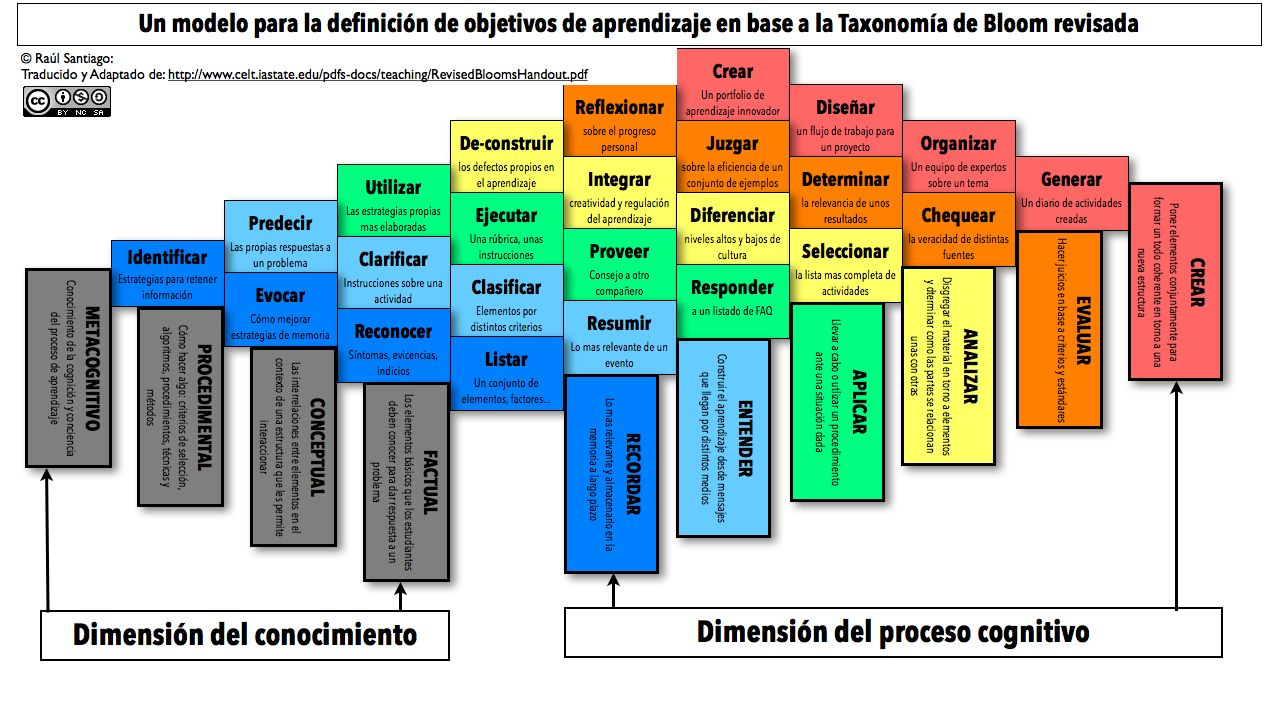 Un modelo para la definición de objetivos de aprendizaje en base a la Taxonomía de Bloom revisada
© Raúl Santiago:
Traducido y Adaptado de: http://www.celt.iastate.edu/pdfs-docs/teaching/RevisedBloomsHandout.pdf
cc
BY NC SA
Identificar
Estrategias para retener
información
Predecir
Las propias respuestas a
un problema
Evocar
Cómo mejorar
estrategias de memoria
Utilizar
Las estrategias propias
mas elaboradas
Clarificar
Instrucciones sobre una
actividad
Reconocer
Síntomas, evicencias,
indicios
De-construir
los defectos propios en
el aprendizaje
Ejecutar
Una rúbrica, unas
instrucciones
Clasificar
Elementos por
distintos criterios
Listar
Un conjunto de
elementos, factores...
Reflexionar
sobre el progreso
personal
Integrar
creatividad y regulación
del aprendizaje
Proveer
Consejo a otro
compañero
Resumir
Lo mas relevante de un
evento
Crear
Un portfolio de
aprendizaje innovador
Juzgar
sobre la eficiencia de un
conjunto de ejemplos
Diferenciar
niveles altos y bajos de
cultura
Responder
a un listado de FAQ
Diseñar
un flujo de trabajo para
un proyecto
Determinar
la relevancia de unos
resultados
Seleccionar
la lista mas completa de
actividades
Organizar
Un equipo de expertos
sobre un tema
Chequear
la veracidad de distintas
fuentes
Generar
Un diario de actividades
creadas
METACOGNITIVO
Conocimiento de la cognición y conciencia
del proceso de aprendizaje
PROCEDIMENTAL
Cómo hacer algo: criterios de selección,
algoritmos, procedimientos, técnicas y
métodos
CONCEPTUAL
Las interrelaciones entre elementos en el
contexto de una estructura que les permite
interaccionar
FACTUAL
Los elementos básicos que los estudiantes
deben conocer para dar respuesta a un
problema
RECORDAR
Lo mas relevante y almacenarlo en la
memoria a largo plazo
ENTENDER
Construir el aprendizaje desde mensajes
que llegan por distintos medios
APLICAR
Llevar a cabo o utlizar un procedimiento
ante una situación dada
ANALIZAR
Disgregar el material en torno a elementos
y dterminar como las partes se relacionan
unas con otras
EVALUAR
Hacer juicios en base a criterios y estándares
CREAR
Poner elementos conjuntamente para
formar un todo coherente en torno a una
nueva estructura
Dimensión del conocimiento
Dimensión del proceso cognitivo